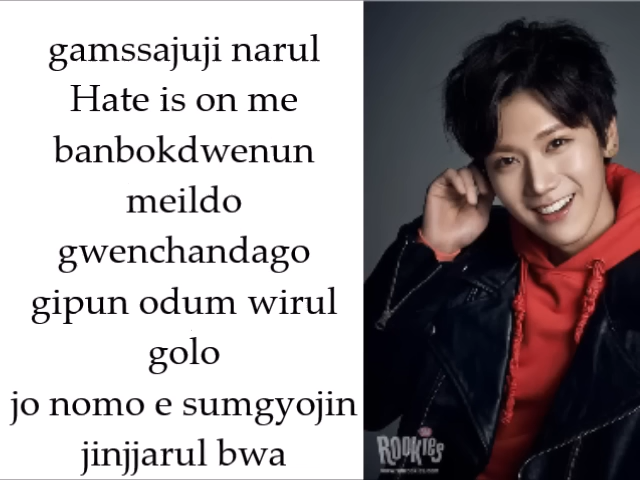 gamssajuji narul
Hate is on me
banbokdwenun
meildo
gwenchandago
gipun odum wirul
golo
jo nomo e sumgyojin
jinjjarul bwa
ROOKIES